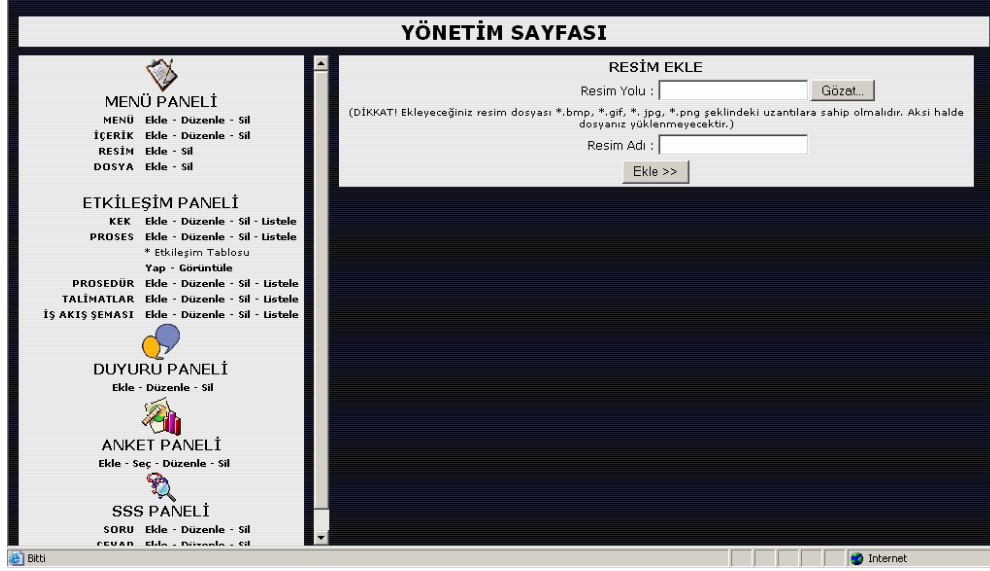 YÖNETİM SAYFASI
MENÜ PANELİ
MENÜ Ekle - Düzenle - Sil
İÇERİK Ekle - Düzenle - Sil
RESİM Ekle - Sil
DOSYA Ekle - Sil
ETKİLEŞİM PANELİ
KEK Ekle - Düzenle - Sil - Listele
PROSES Ekle - Düzenle - Sil - Listele
* Etkileşim Tablosu
Yap - Görüntüle
PROSEDÜR Ekle - Düzenle - Sil - Listele
TALİMATLAR Ekle - Düzenle - Sil - Listele
İŞ AKIŞ ŞEMASI Ekle - Düzenle - Sil - Listele
DUYURU PANELİ
Ekle - Düzenle - Sil
ANKET PANELİ
Ekle - Seç - Düzenle - Sil
SSS PANELİ
SORU Ekle - Düzenle - Sil
CEVAP Ekle - Düzenle - Sil
RESİM EKLE
Resim Yolu : Gözat...
(DİKKAT! Ekleyeceğiniz resim dosyası *.bmp, *.gif, *. jpg, *.png şeklindeki uzantılara sahip olmalıdır. Aksi halde
dosyanız yüklenmeyecektir.)
Resim Adı :
Ekle >>
Bitti
Internet